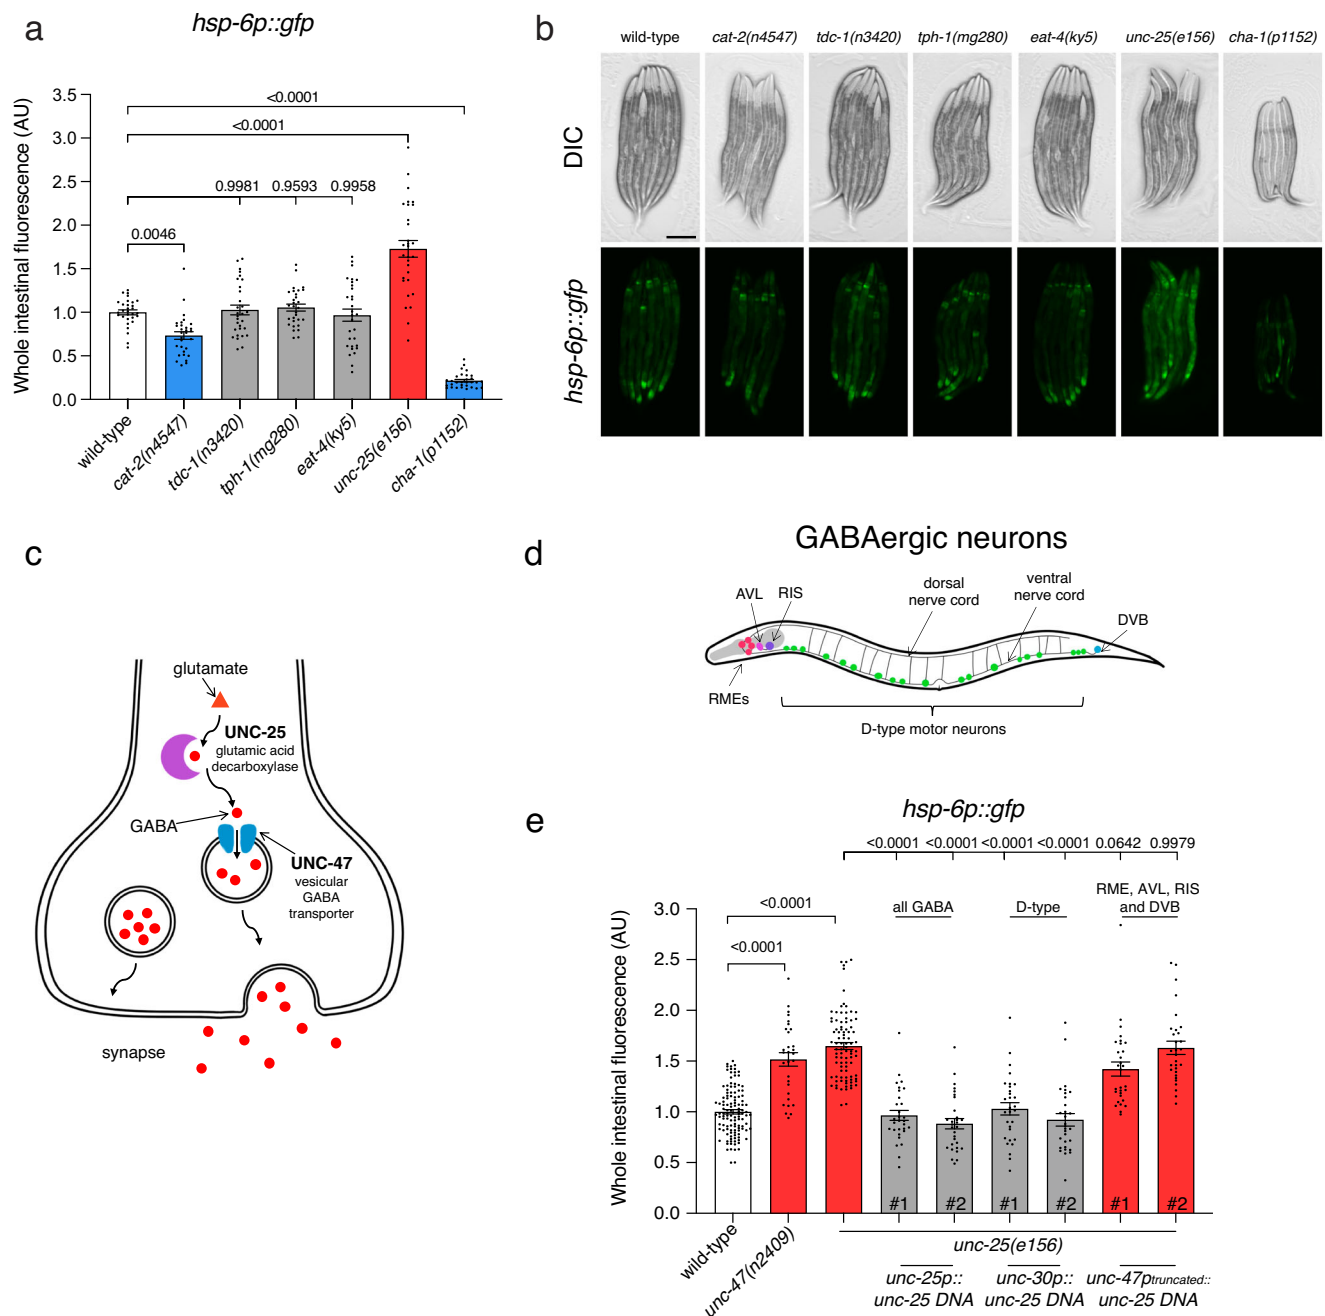 a
hsp-6p::gfp
Whole intestinal fluorescence (AU)
3.5
3.0
2.5
2.0
1.5
1.0
0.5
0.0
<0.0001
<0.0001
0.9981 0.9593 0.9958
0.0046
wild-type
cat-2(n4547)
tdc-1(n3420)
tph-1(mg280)
eat-4(ky5)
unc-25(e156)
cha-1(p1152)
b
wild-type cat-2(n4547) tdc-1(n3420) tph-1(mg280) eat-4(ky5) unc-25(e156) cha-1(p1152)
DIC
hsp-6p::gfp
c
glutamate
UNC-25
glutamic acid
decarboxylase
GABA
UNC-47
vesicular
GABA
transporter
synapse
d
GABAergic neurons
AVL
RIS
dorsal
nerve cord
ventral
nerve cord
DVB
RMEs
D-type motor neurons
e
hsp-6p::gfp
<0.0001 <0.0001 <0.0001 <0.0001 0.0642 0.9979
RME, AVL, RIS
and DVB
all GABA
D-type
<0.0001
<0.0001
Whole intestinal fluorescence (AU)
3.0
2.5
2.0
1.5
1.0
0.5
0.0
#1 #2 #1 #2 #1 #2
wild-type
unc-47(n2409)
unc-25(e156)
unc-25p::
unc-25 DNA
unc-30p::
unc-25 DNA
unc-47ptruncated::
unc-25 DNA